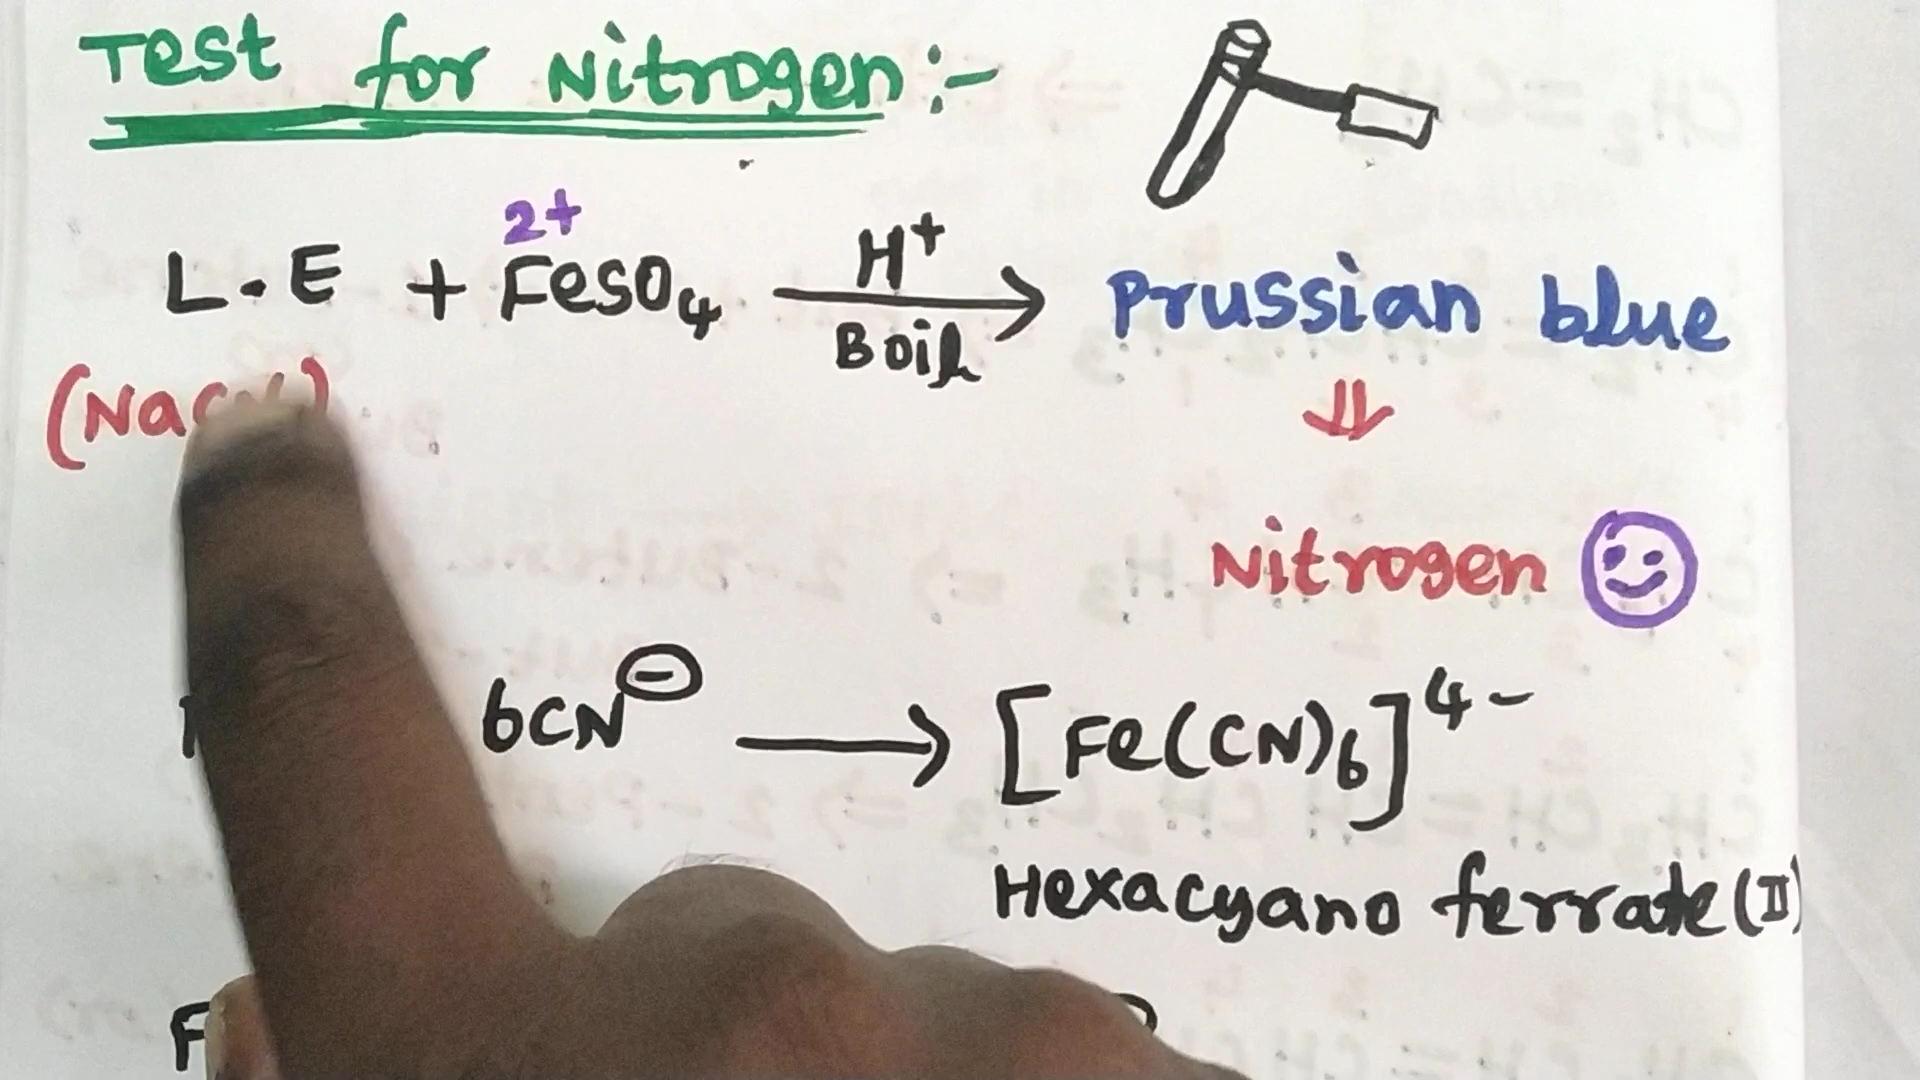 Test for Nitrogen:-
2+
L.E + FeSO4 H+ → Prussian blue
Boil
⇓
Nitrogen
6CN⊖ → [Fe(CN)6]4-
Hexacyano ferrate (II)